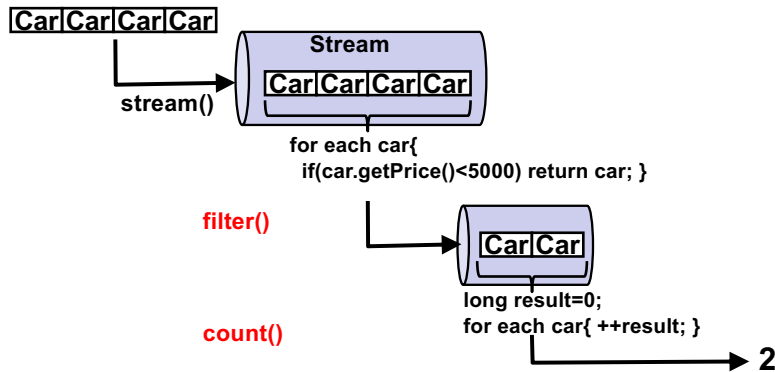 Car Car Car Car
Stream
Car Car Car Car
stream()
for each car{
if(car.getPrice()<5000) return car; }
filter()
Car Car
long result=0;
for each car{ ++result; }
count()
2